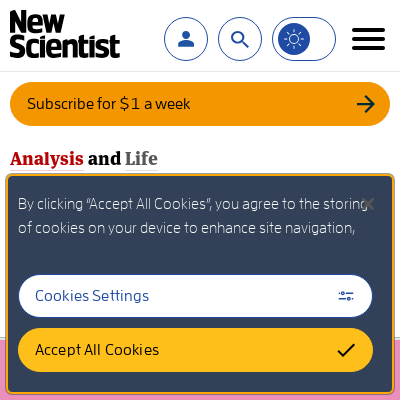 New
Scientist
Subscribe for $1 a week
Analysis and Life
By clicking “Accept All Cookies”, you agree to the storing
of cookies on your device to enhance site navigation,
Cookies Settings
Accept All Cookies